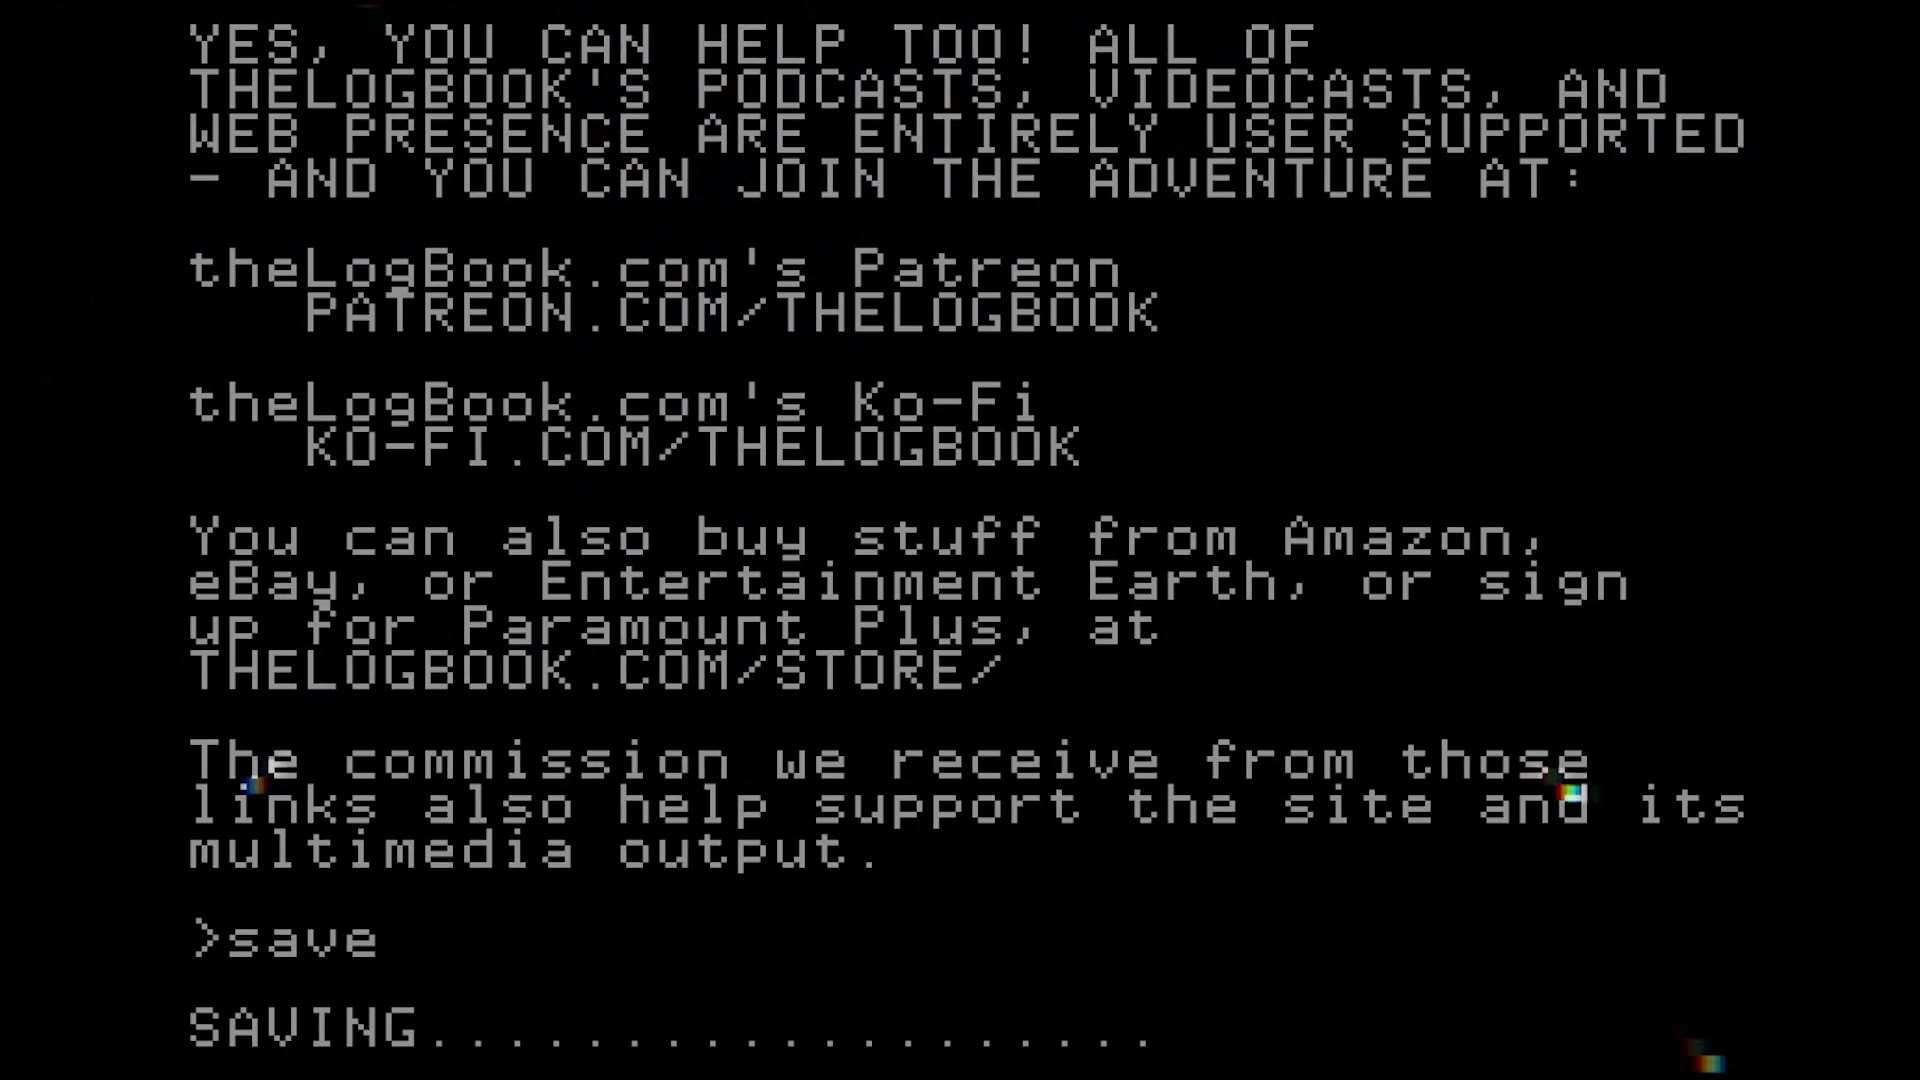 YES, YOU CAN HELP TOO! ALL OF
THELOGBOOK'S PODCASTS, VIDEOCASTS, AND
WEB PRESENCE ARE ENTIRELY USER SUPPORTED
- AND YOU CAN JOIN THE ADVENTURE AT:
theLogBook.com's Patreon
PATREON.COM/THELOGBOOK
theLogBook.com's Ko-Fi
KO-FI.COM/THELOGBOOK
You can also buy stuff from Amazon,
eBay, or Entertainment Earth, or sign
up for Paramount Plus, at
THELOGBOOK.COM/STORE/
The commission we receive from those
links also help support the site and its
multimedia output.
>save
SAVING...................